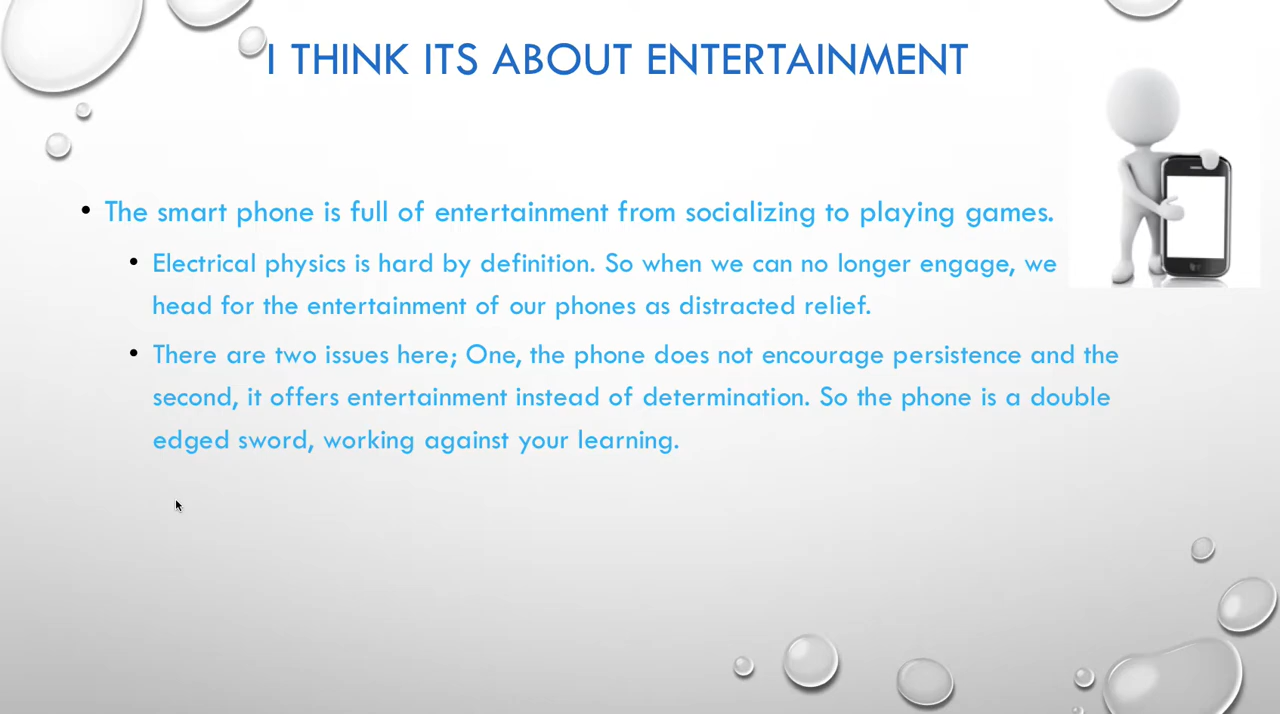 I THINK ITS ABOUT ENTERTAINMENT
The smart phone is full of entertainment from socializing to playing games.
Electrical physics is hard by definition. So when we can no longer engage, we
head for the entertainment of our phones as distracted relief.
There are two issues here; One, the phone does not encourage persistence and the
second, it offers entertainment instead of determination. So the phone is a double
edged sword, working against your learning.